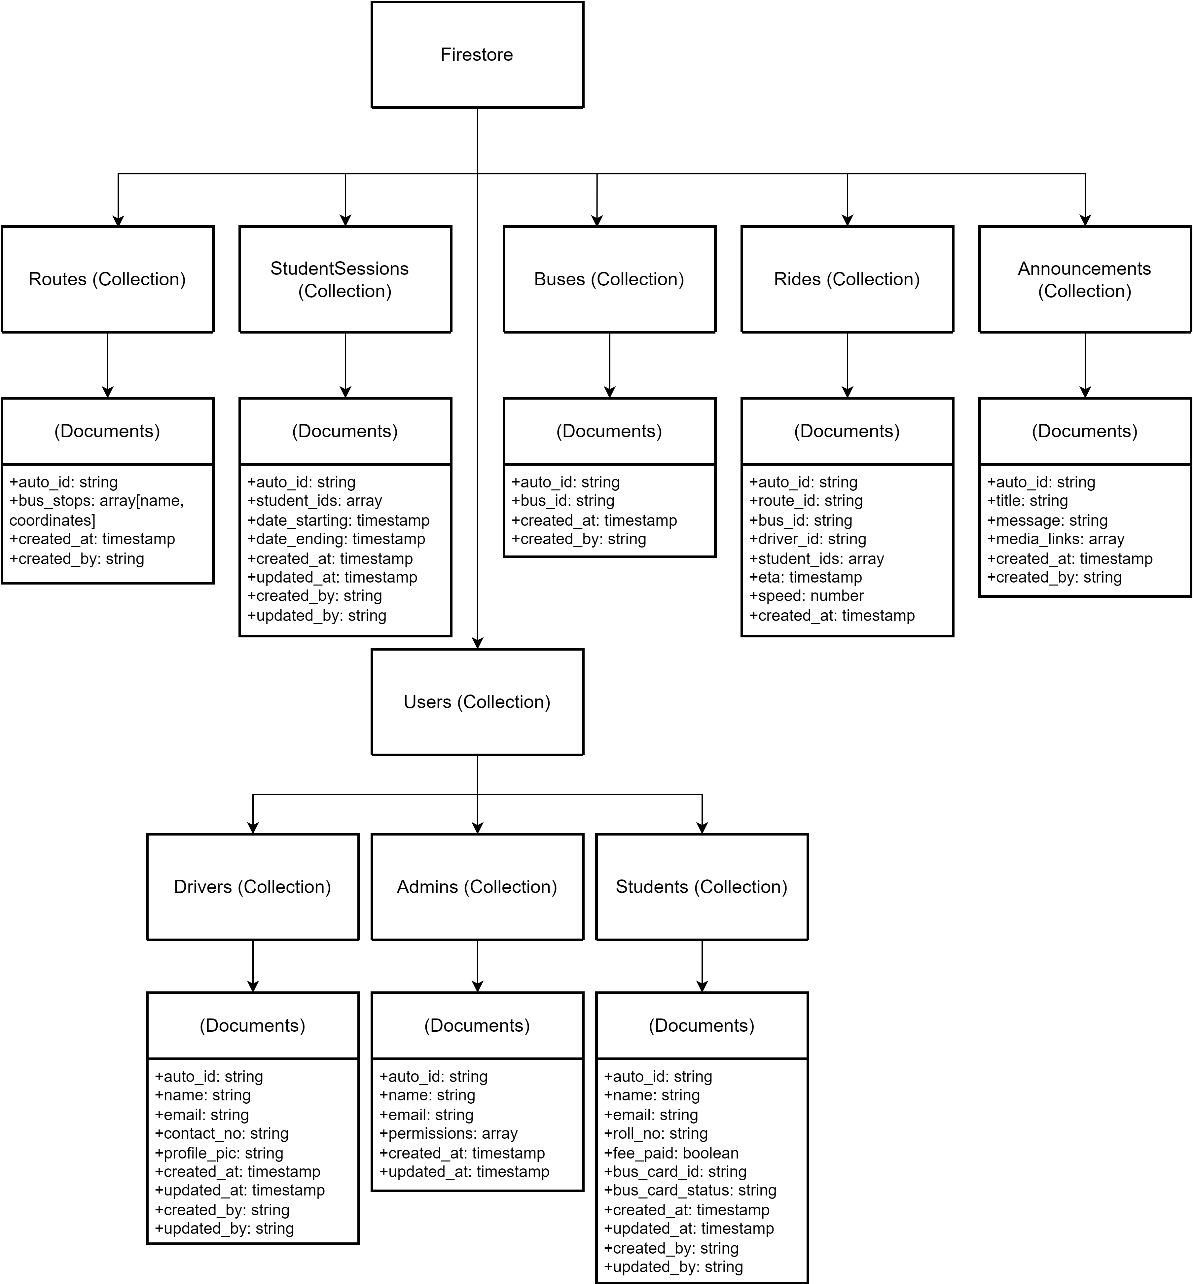 Firestore
Routes (Collection)
StudentSessions
(Collection)
Buses (Collection)
Rides (Collection)
Announcements
(Collection)
(Documents)
+auto_id: string
+bus_stops: array[name,
coordinates]
+created_at: timestamp
+created_by: string
(Documents)
+auto_id: string
+student_ids: array
+date_starting: timestamp
+date_ending: timestamp
+created_at: timestamp
+updated_at: timestamp
+created_by: string
+updated_by: string
(Documents)
+auto_id: string
+bus_id: string
+created_at: timestamp
+created_by: string
(Documents)
+auto_id: string
+route_id: string
+bus_id: string
+driver_id: string
+student_ids: array
+eta: timestamp
+speed: number
+created_at: timestamp
(Documents)
+auto_id: string
+title: string
+message: string
+media_links: array
+created_at: timestamp
+created_by: string
Users (Collection)
Drivers (Collection)
Admins (Collection)
Students (Collection)
(Documents)
+auto_id: string
+name: string
+email: string
+contact_no: string
+profile_pic: string
+created_at: timestamp
+updated_at: timestamp
+created_by: string
+updated_by: string
(Documents)
+auto_id: string
+name: string
+email: string
+permissions: array
+created_at: timestamp
+updated_at: timestamp
(Documents)
+auto_id: string
+name: string
+email: string
+roll_no: string
+fee_paid: boolean
+bus_card_id: string
+bus_card_status: string
+created_at: timestamp
+updated_at: timestamp
+created_by: string
+updated_by: string